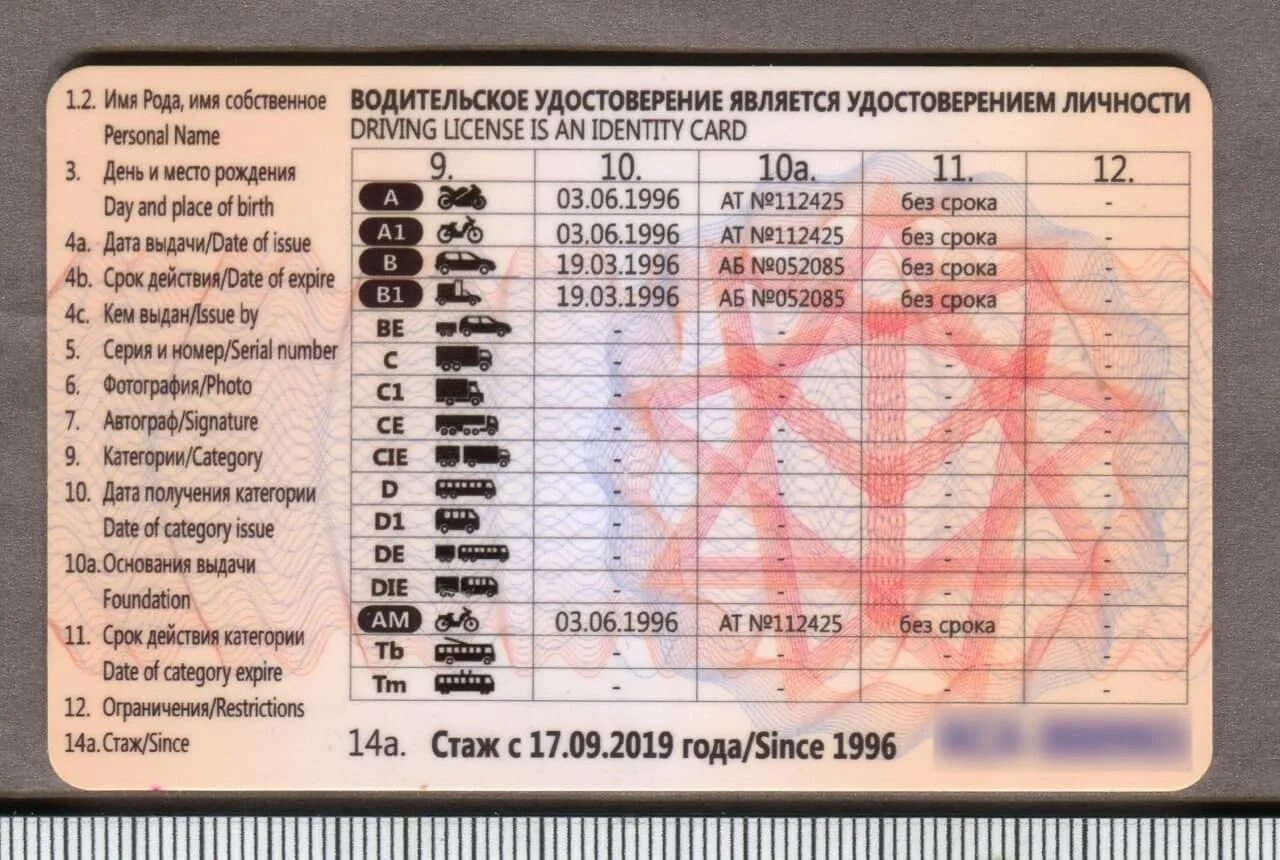 1.2. Имя Рода, имя собственное
Personal Name
3. День и место рождения
Day and place of birth
4a. Дата выдачи/Date of issue
4b. Срок действия/Date of expire
4c. Кем выдан/Issue by
5. Серия и номер/Serial number
6. Фотография/Photo
7. Автограф/Signature
9. Категории/Category
10. Дата получения категории
Date of category issue
10a. Основания выдачи
Foundation
11. Срок действия категории
Date of category expire
12. Ограничения/Restrictions
14a. Стаж/Since
ВОДИТЕЛЬСКОЕ УДОСТОВЕРЕНИЕ ЯВЛЯЕТСЯ УДОСТОВЕРЕНИЕМ ЛИЧНОСТИ
DRIVING LICENSE IS AN IDENTITY CARD
9. 10. 10a. 11. 12.
A 03.06.1996 АТ №112425 без срока -
A1 03.06.1996 АТ №112425 без срока -
B 19.03.1996 АБ №052085 без срока -
B1 19.03.1996 АБ №052085 без срока -
BE - - - -
C - - - -
C1 - - - -
CE - - - -
CIE - - - -
D - - - -
D1 - - - -
DE - - - -
DIE - - - -
AM 03.06.1996 АТ №112425 без срока -
Tb - - - -
Tm - - - -
14a. Стаж с 17.09.2019 года/Since 1996